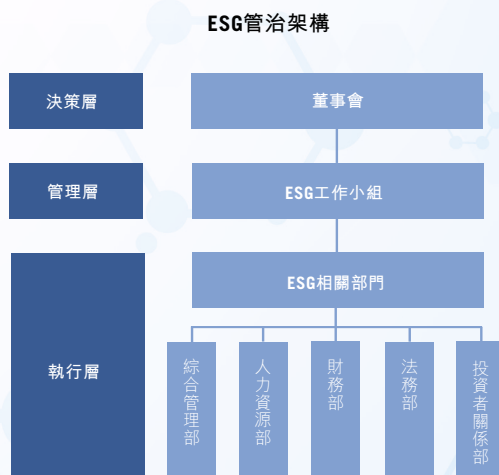 ESG管治架構
決策層
董事會
管理層
ESG工作小組
ESG相關部門
執行層
綜合管理部
人力資源部
財務部
法務部
投資者關係部